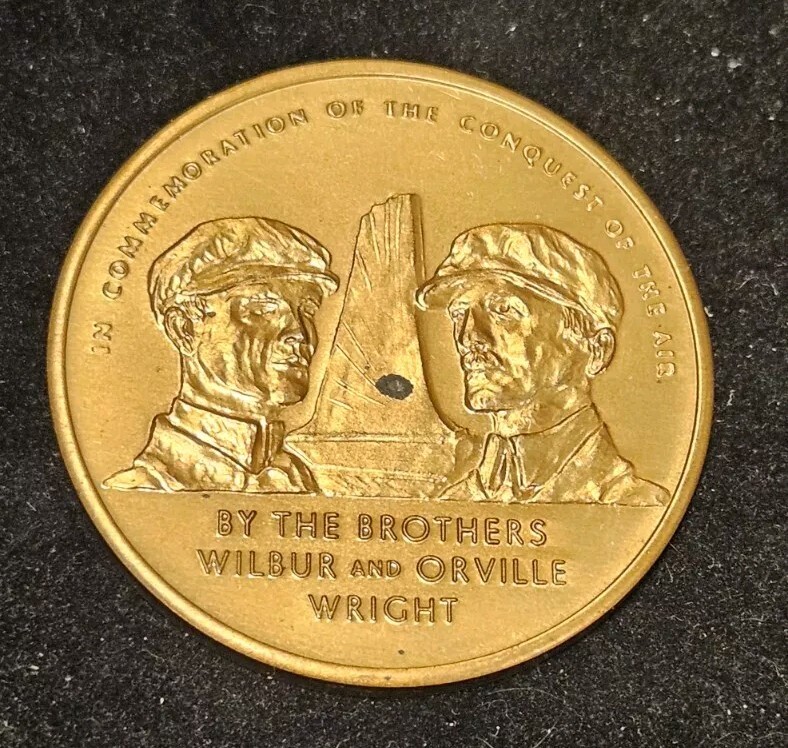 IN COMMEMORATION OF THE CONQUEST OF THE AIR
BY THE BROTHERS
WILBUR AND ORVILLE
WRIGHT